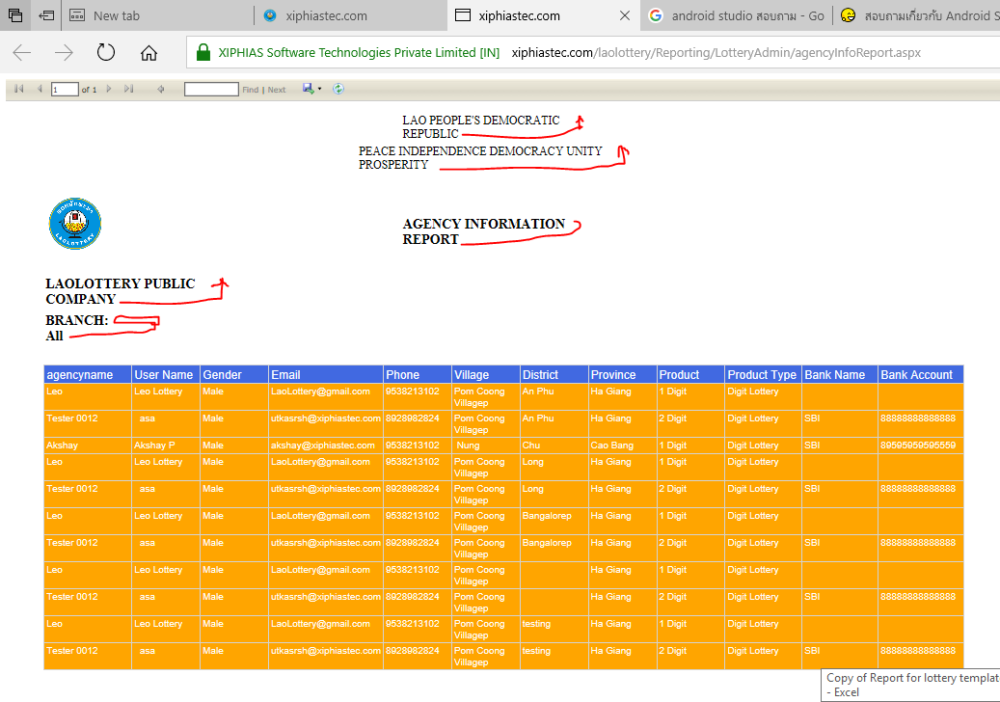 New tab
xiphiastec.com
xiphiastec.com
android studio สอบถาม - Go
สอบถามเกี่ยวกับ Android S
XIPHIAS Software Technologies Private Limited [IN] xiphiastec.com/laolottery/Reporting/LotteryAdmin/agencyInfoReport.aspx
1 of 1 Find | Next
LAO PEOPLE'S DEMOCRATIC
REPUBLIC
PEACE INDEPENDENCE DEMOCRACY UNITY
PROSPERITY
LAOLOTTERY
AGENCY INFORMATION
REPORT
LAOLOTTERY PUBLIC
COMPANY
BRANCH:
All
agencyname User Name Gender Email Phone Village District Province Product Product Type Bank Name Bank Account
Leo Leo Lottery Male LaoLottery@gmail.com 9538213102 Pom Coong An Phu Ha Giang 1 Digit Digit Lottery
Villagep
Tester 0012 asa Male utkasrsh@xiphiastec.com 8928982824 Pom Coong An Phu Ha Giang 2 Digit Digit Lottery SBI 88888888888888
Villagep
Akshay Akshay P Male akshay@xiphiastec.com 9538213102 Nung Chu Cao Bang 1 Digit Digit Lottery SBI 89595959595559
Leo Leo Lottery Male LaoLottery@gmail.com 9538213102 Pom Coong Long Ha Giang 1 Digit Digit Lottery
Villagep
Tester 0012 asa Male utkasrsh@xiphiastec.com 8928982824 Pom Coong Long Ha Giang 2 Digit Digit Lottery SBI 88888888888888
Villagep
Leo Leo Lottery Male LaoLottery@gmail.com 9538213102 Pom Coong Bangalorep Ha Giang 1 Digit Digit Lottery
Villagep
Tester 0012 asa Male utkasrsh@xiphiastec.com 8928982824 Pom Coong Bangalorep Ha Giang 2 Digit Digit Lottery SBI 88888888888888
Villagep
Leo Leo Lottery Male LaoLottery@gmail.com 9538213102 Pom Coong Ha Giang 1 Digit Digit Lottery
Villagep
Tester 0012 asa Male utkasrsh@xiphiastec.com 8928982824 Pom Coong Ha Giang 2 Digit Digit Lottery SBI 88888888888888
Villagep
Leo Leo Lottery Male LaoLottery@gmail.com 9538213102 Pom Coong testing Ha Giang 1 Digit Digit Lottery
Villagep
Tester 0012 asa Male utkasrsh@xiphiastec.com 8928982824 Pom Coong testing Ha Giang 2 Digit Digit Lottery SBI 88888888888888
Villagep
Copy of Report for lottery templat
- Excel